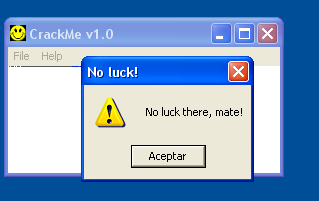 CrackMe v1.0
File Help
No luck!
No luck there, mate!
Aceptar